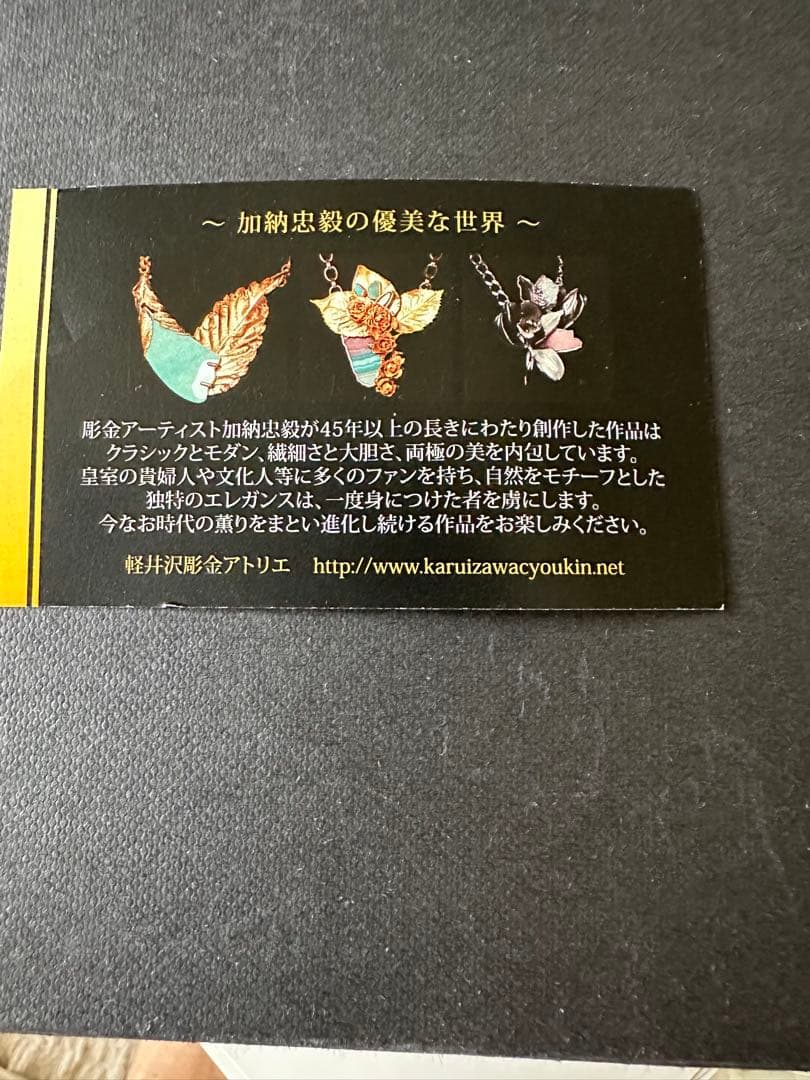 ～ 加納忠毅の優美な世界 ～
彫金アーティスト加納忠毅が45年以上の長きにわたり創作した作品は
クラシックとモダン、繊細さと大胆さ、両極の美を内包しています。
皇室の貴婦人や文化人等に多くのファンを持ち、自然をモチーフとした
独特のエレガンスは、一度身につけた者を虜にします。
今なお時代の薫りをまとい進化し続ける作品をお楽しみください。
軽井沢彫金アトリエ http://www.karuizawacyoukin.net